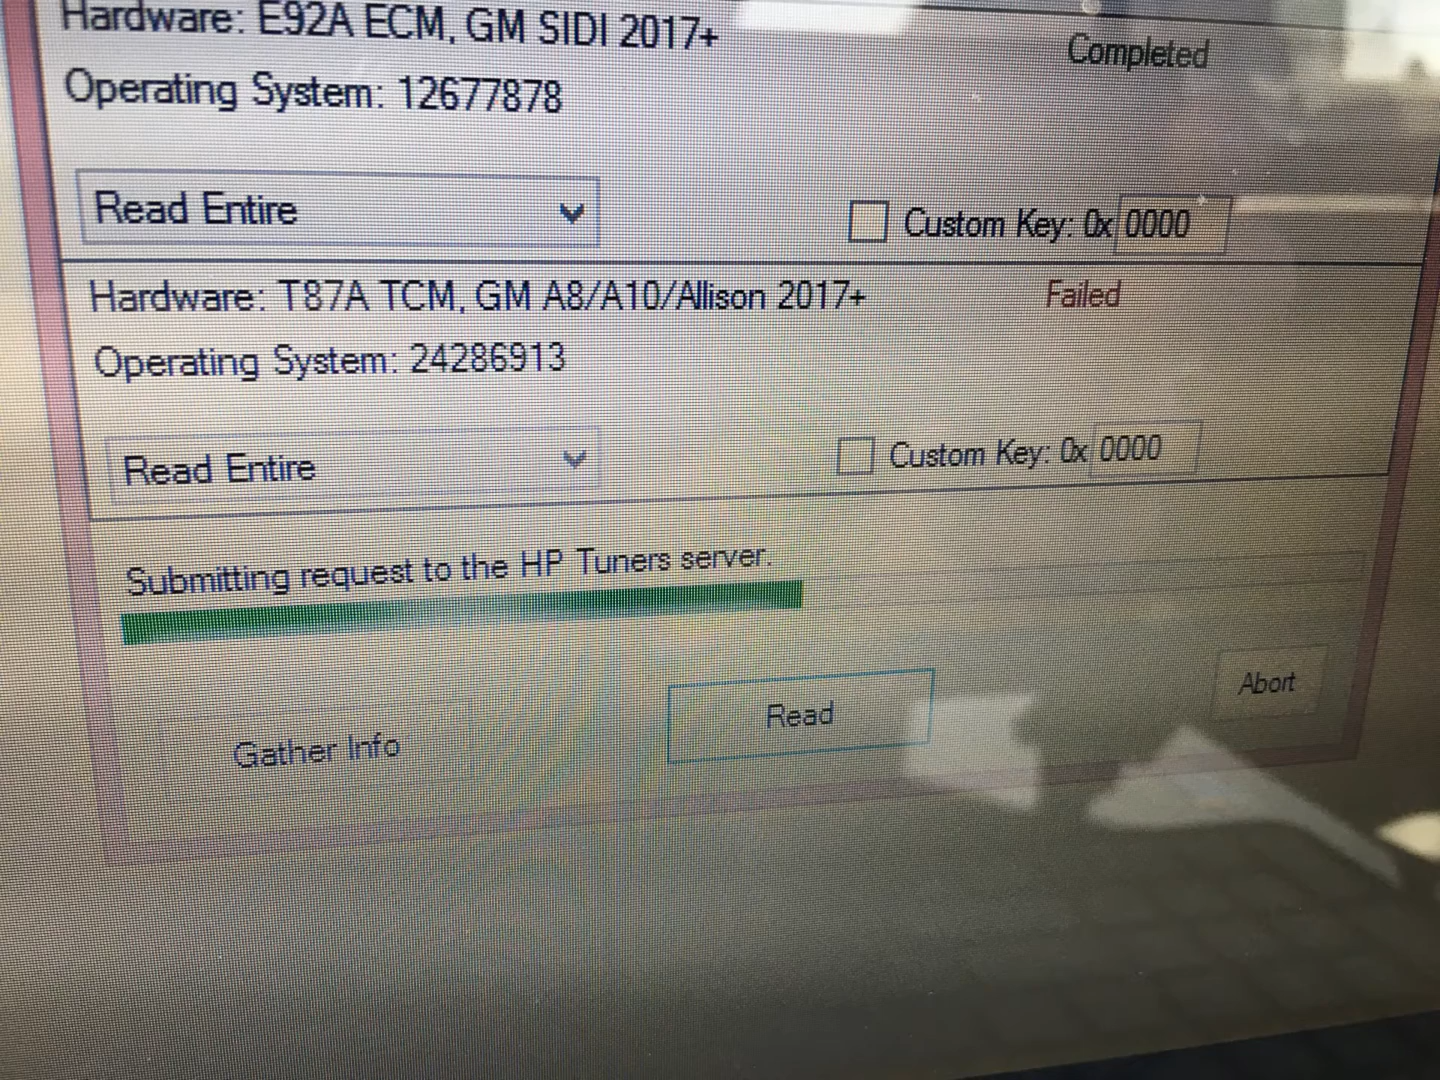 Hardware: E92A ECM, GM SIDI 2017+
Completed
Operating System: 12677878
Read Entire
Custom Key: 0x 0000
Hardware: T87A TCM, GM A8/A10/Allison 2017+
Failed
Operating System: 24286913
Read Entire
Custom Key: 0x 0000
Submitting request to the HP Tuners server.
Gather Info
Read
Abort